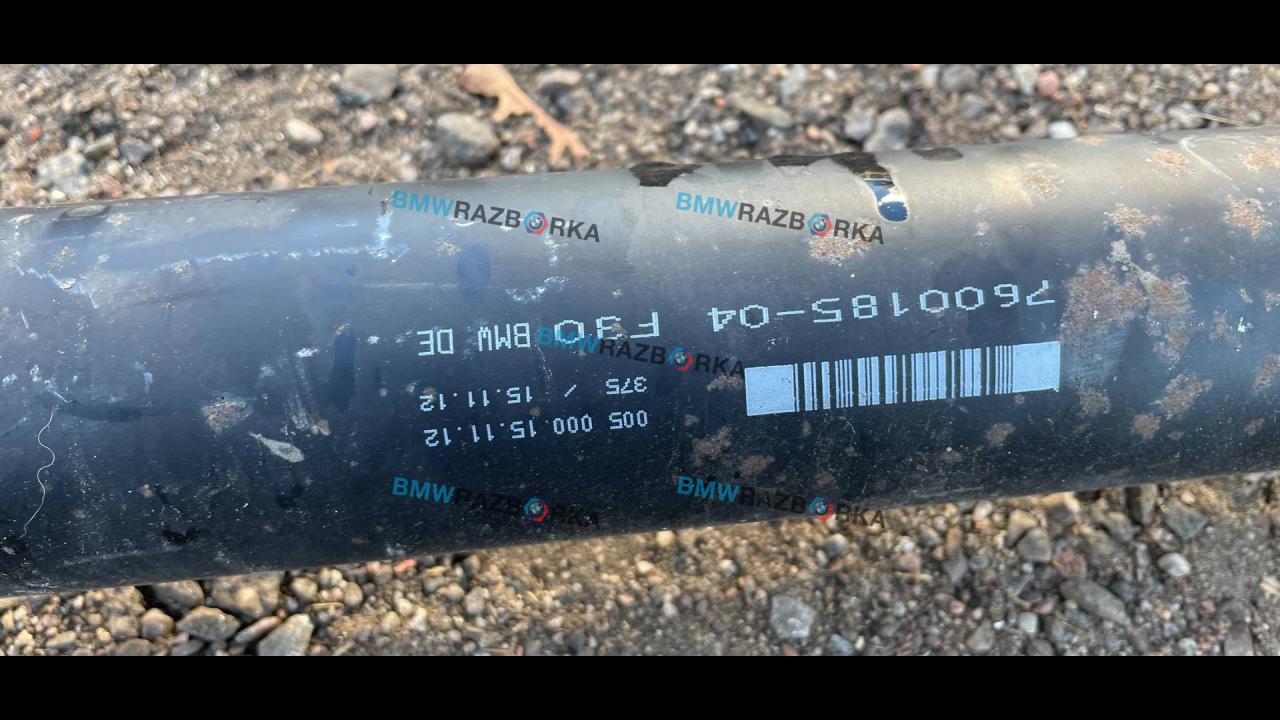 7600185-04 F30 BMW DE
375 / 15.11.12
005 000 15.11.12
BMWRAZBORKA
BMWRAZBORKA
BMWRAZBORKA
BMWRAZBORKA
BMWRAZBORKA